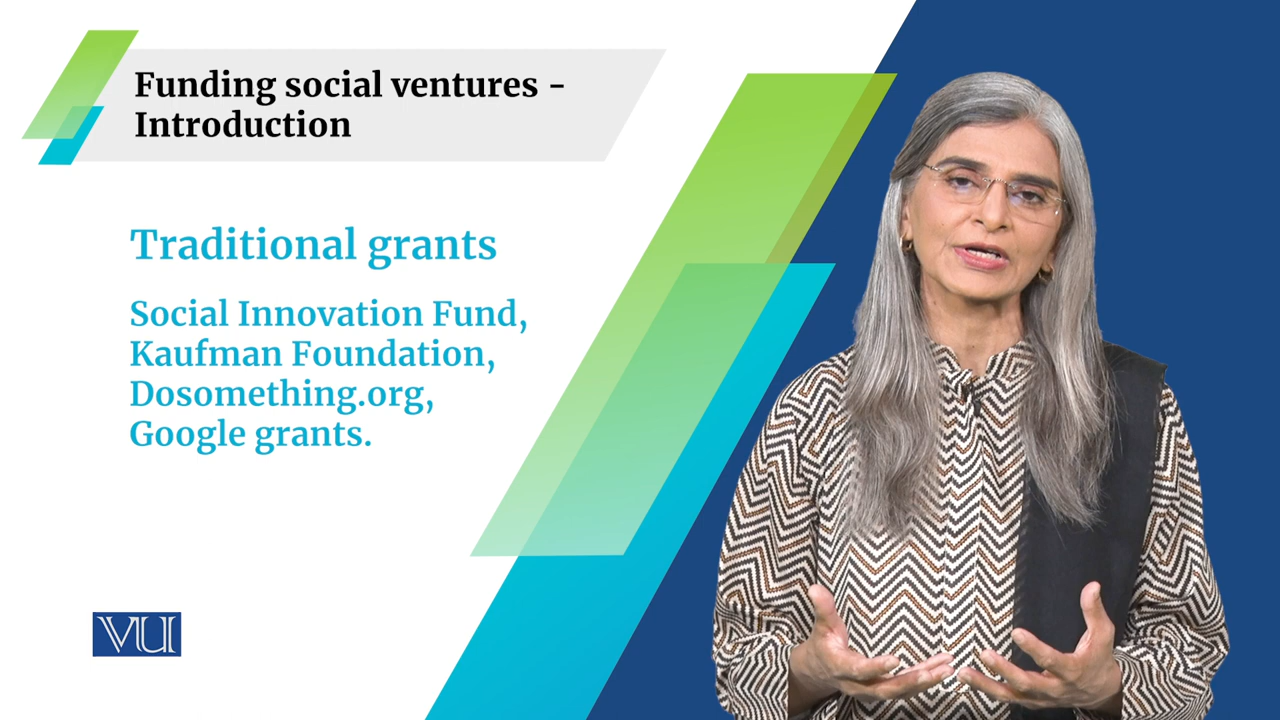 Funding social ventures -
Introduction
Traditional grants
Social Innovation Fund,
Kaufman Foundation,
Dosomething.org,
Google grants.
VU